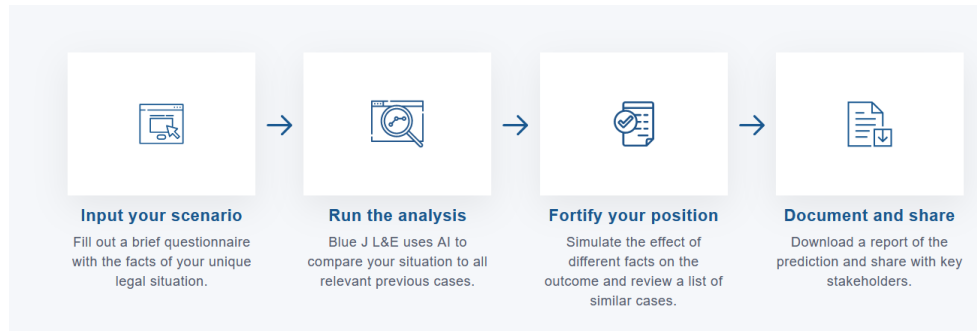 Input your scenario
Fill out a brief questionnaire
with the facts of your unique
legal situation.
Run the analysis
Blue J L&E uses AI to
compare your situation to all
relevant previous cases.
Fortify your position
Simulate the effect of
different facts on the
outcome and review a list of
similar cases.
Document and share
Download a report of the
prediction and share with key
stakeholders.